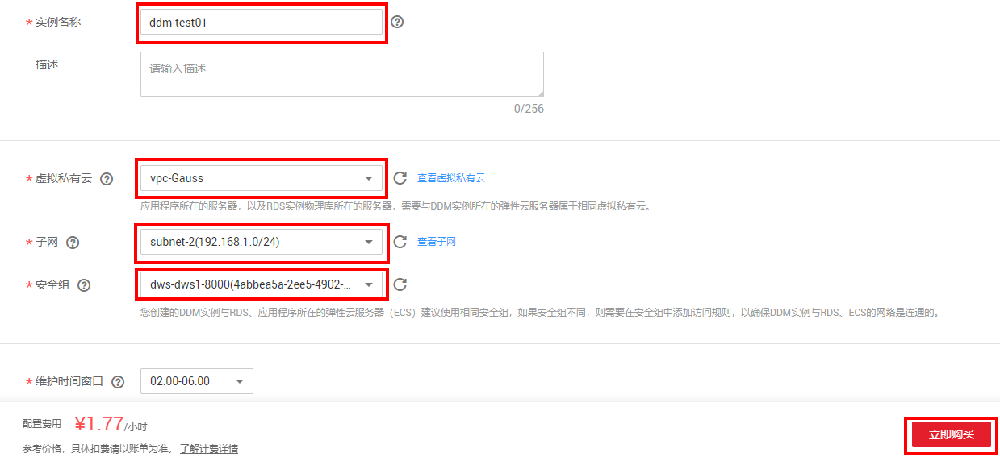 * 实例名称 ddm-test01
描述 请输入描述
0/256
* 虚拟私有云 vpc-Gauss 查看虚拟私有云
应用程序所在的服务器，以及RDS实例物理库所在的服务器，需要与DDM实例所在的弹性云服务器属于相同虚拟私有云。
* 子网 subnet-2(192.168.1.0/24) 查看子网
* 安全组 dws-dws1-8000(4abbea5a-2ee5-4902-...
您创建的DDM实例与RDS、应用程序所在的弹性云服务器（ECS）建议使用相同安全组，如果安全组不同，则需要在安全组中添加访问规则，以确保DDM实例与RDS、ECS的网络是连通的。
* 维护时间窗口 02:00-06:00
配置费用 ¥1.77/小时
参考价格，具体扣费请以账单为准。 了解计费详情
立即购买